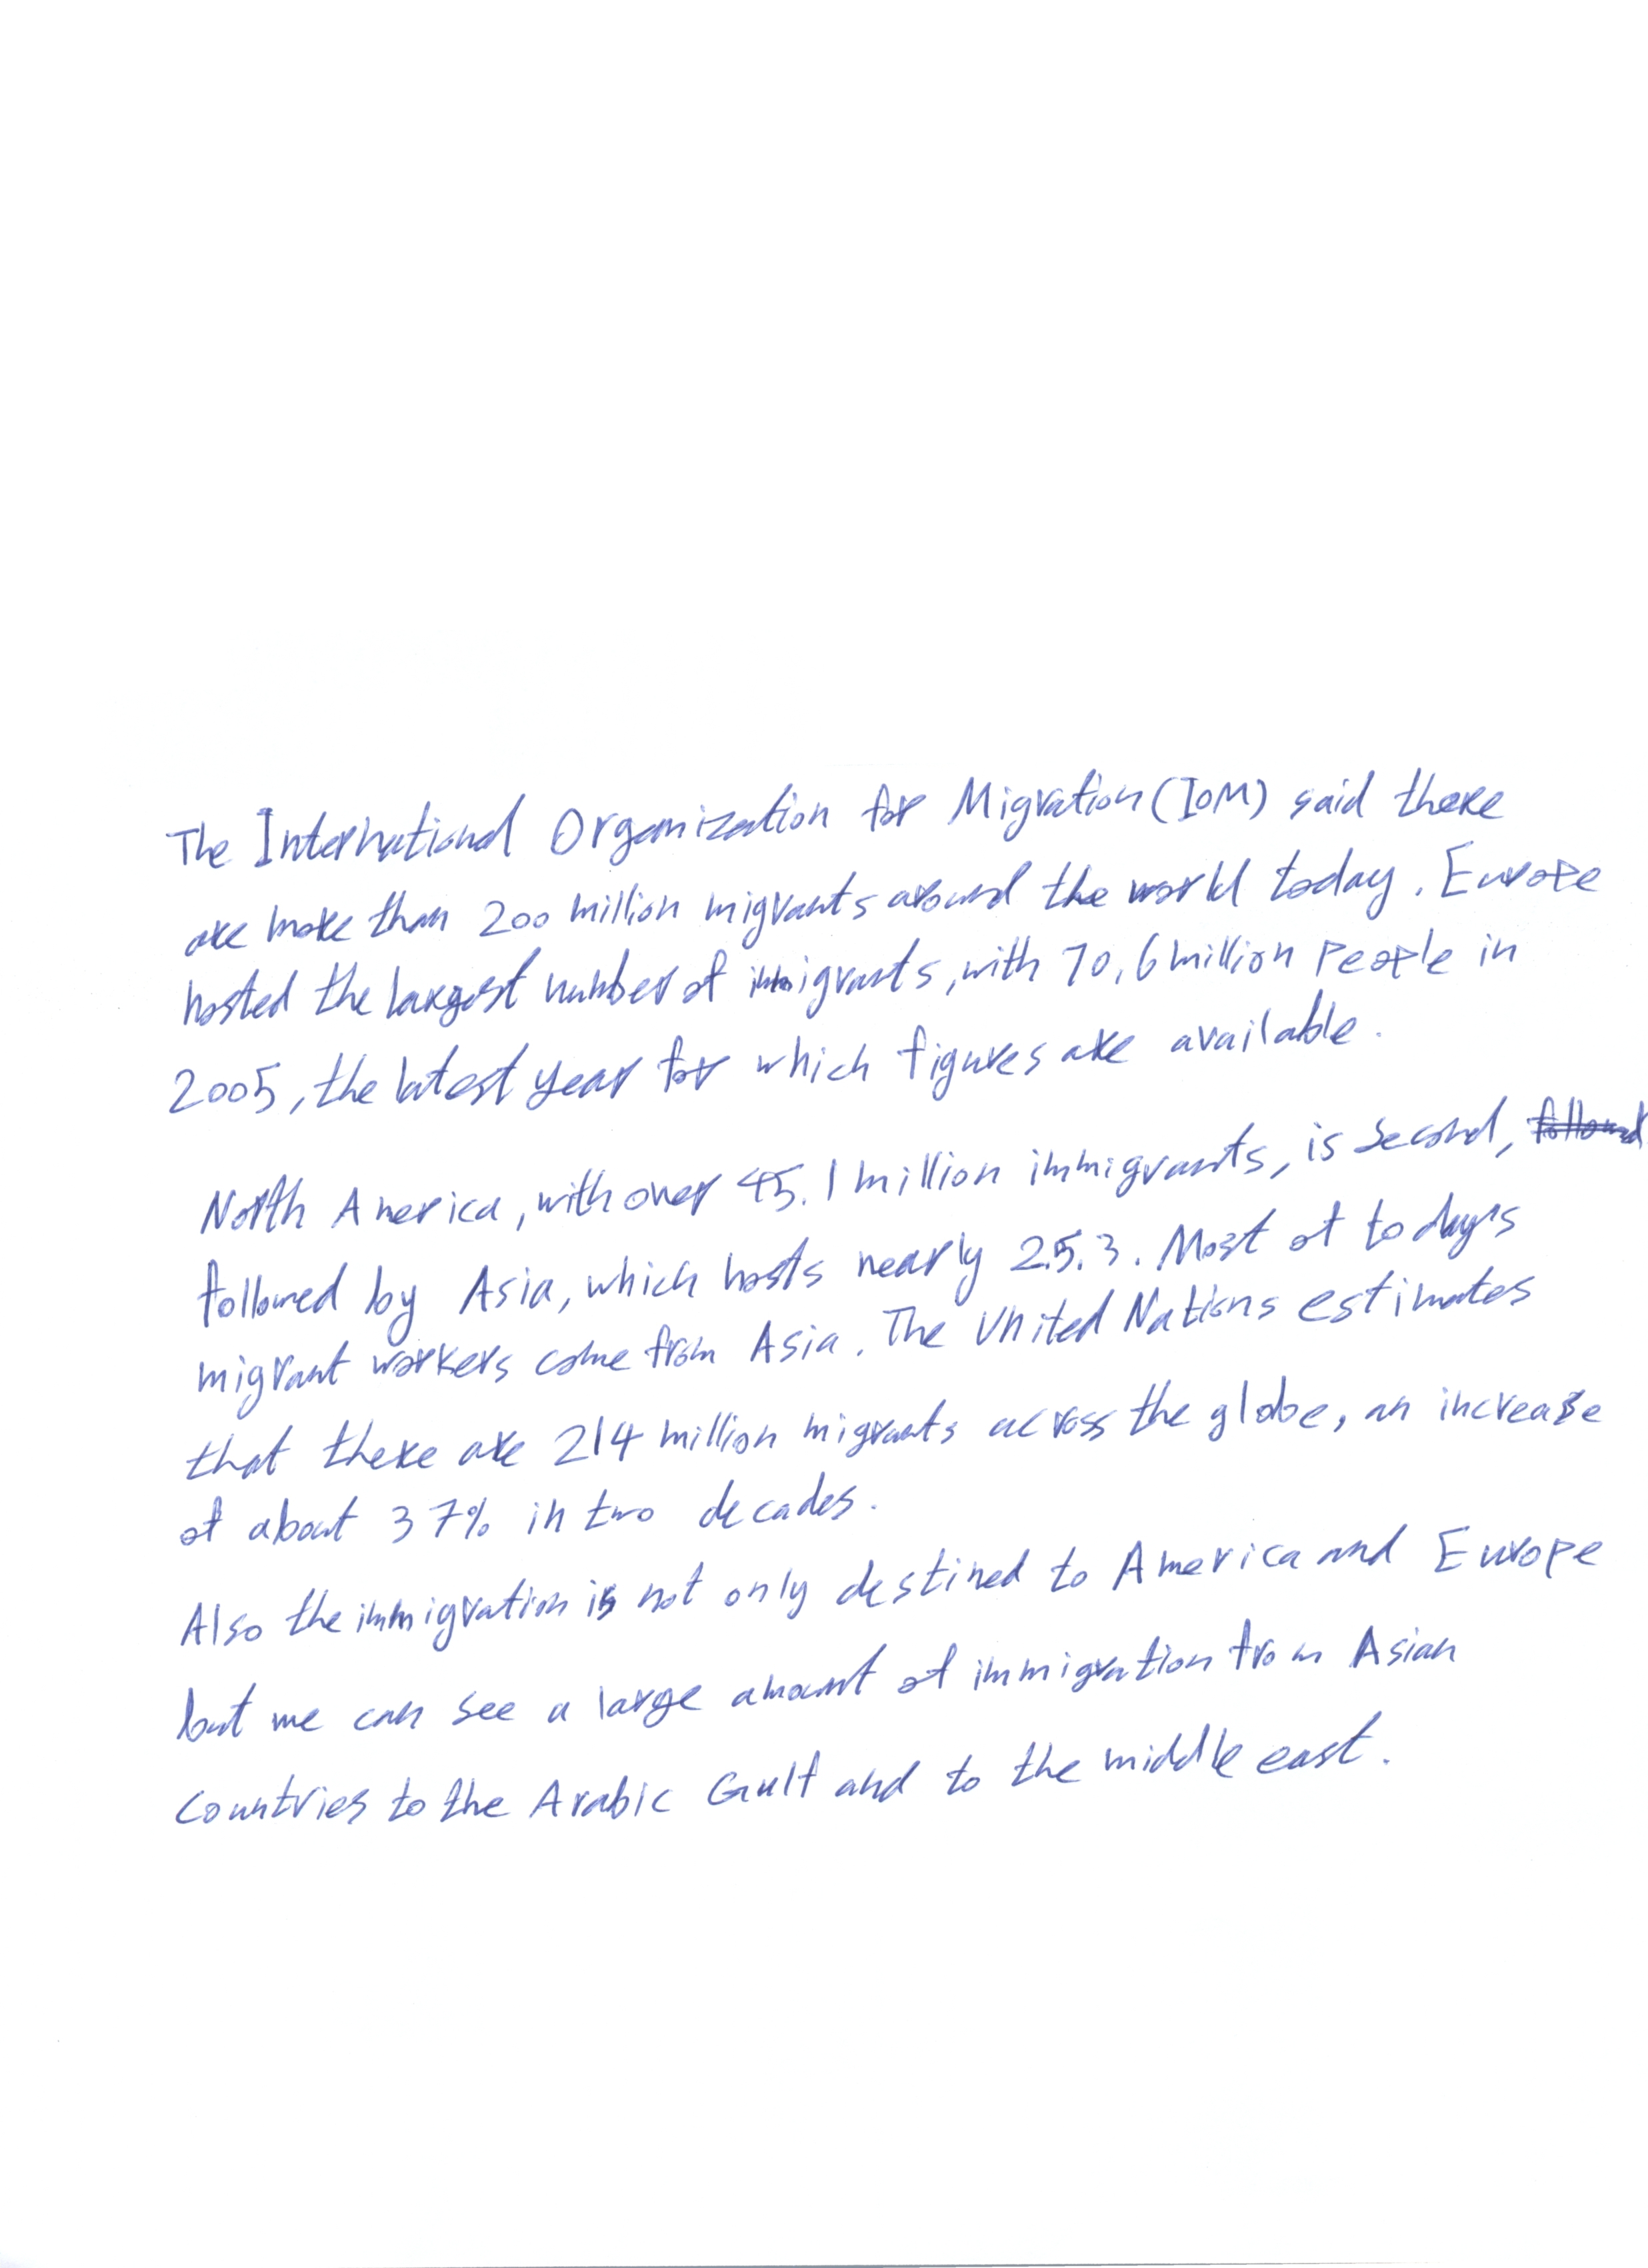 The International Organization for Migration (IOM) said there
are more than 200 million migrants around the world today. Europe
hosted the largest number of immigrants, with 70,6 million people in
2005, the latest year for which figures are available.
North America, with over 45.1 million immigrants, is second,
followed by Asia, which hosts nearly 25.3. Most of today's
migrant workers come from Asia. The United Nations estimates
that there are 214 million migrants across the globe, an increase
of about 37% in two decades.
Also the immigration is not only destined to America and Europe
but we can see a large amount of immigration from Asian
countries to the Arabic Gulf and to the middle east.